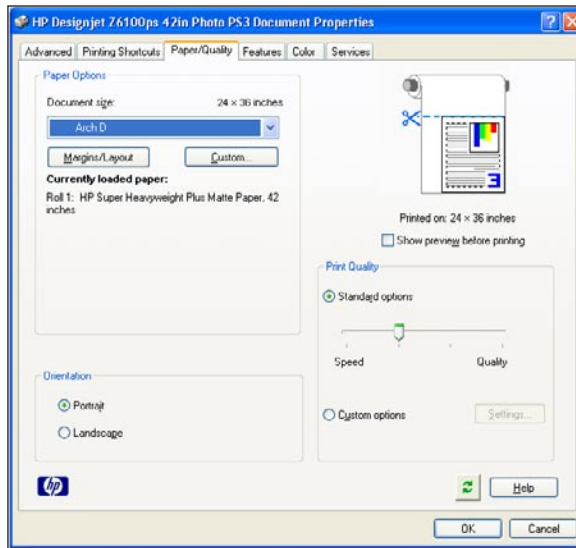 HP Designjet Z6100ps 42in Photo PS3 Document Properties
Advanced Printing Shortcuts Paper/Quality Features Color Services
Paper Options
Document size: 24 × 36 inches
Arch D
Margins/Layout Custom...
Currently loaded paper:
Roll 1: HP Super Heavyweight Plus Matte Paper, 42
inches
Orientation
Portrait
Landscape
3
Printed on: 24 × 36 inches
Show preview before printing
Print Quality
Standard options
Speed Quality
Custom options Settings...
hp
Help
OK Cancel